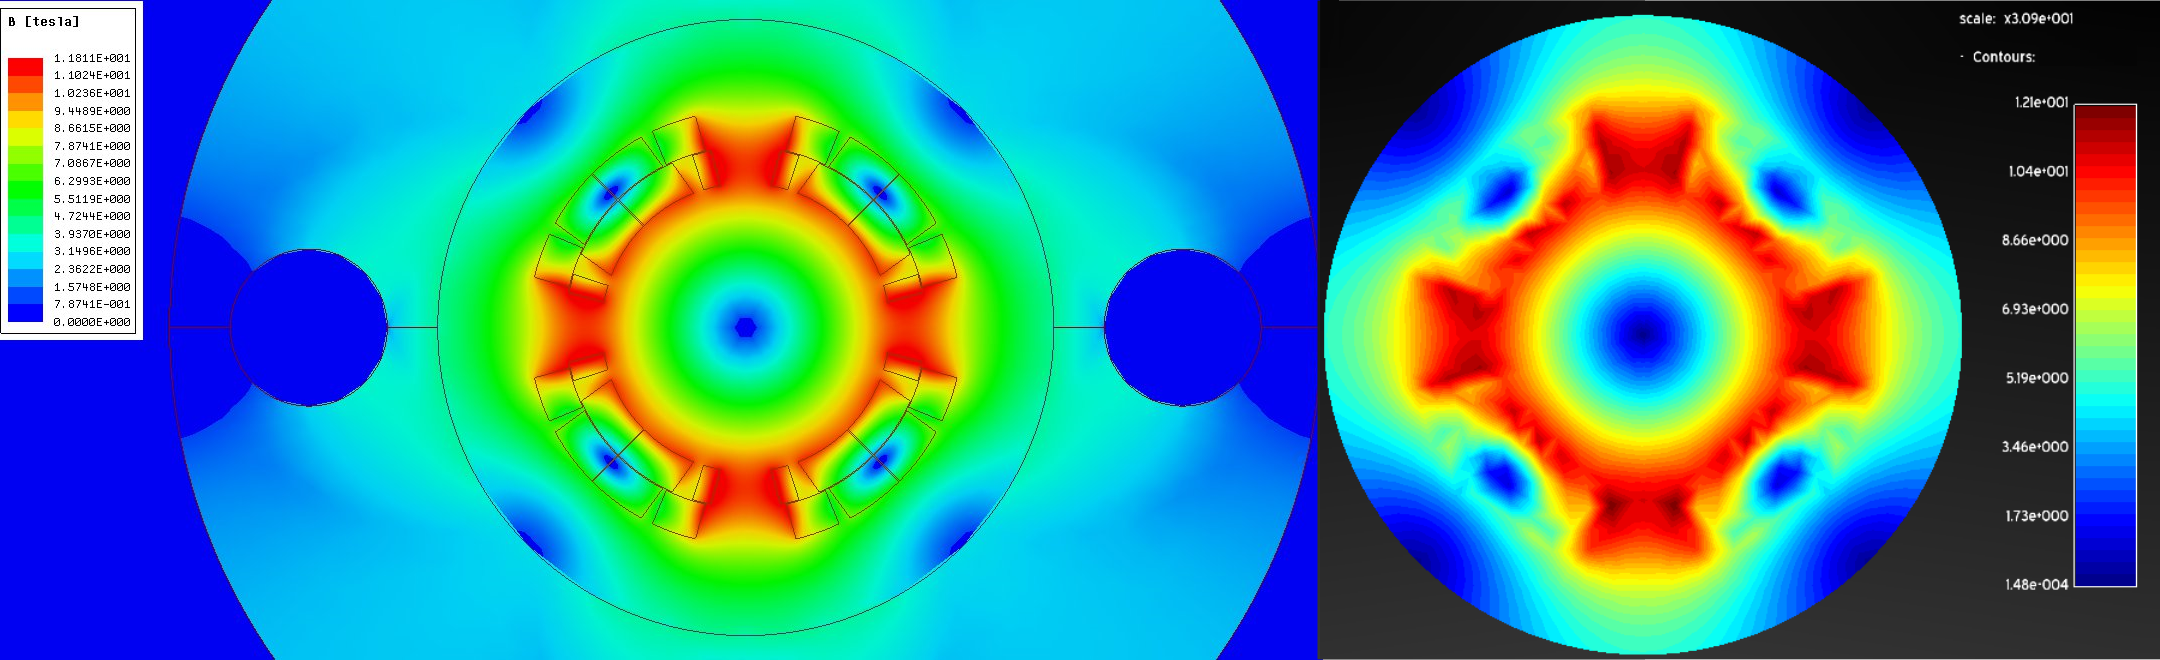 B [tesla]
1.1811E+001
1.1024E+001
1.0236E+001
9.4489E+000
8.6615E+000
7.8741E+000
7.0867E+000
6.2993E+000
5.5119E+000
4.7244E+000
3.9370E+000
3.1496E+000
2.3622E+000
1.5748E+000
7.8741E-001
0.0000E+000
scale: x3.09e+001
- Contours:
1.21e+001
1.04e+001
8.66e+000
6.93e+000
5.19e+000
3.46e+000
1.73e+000
1.48e-004